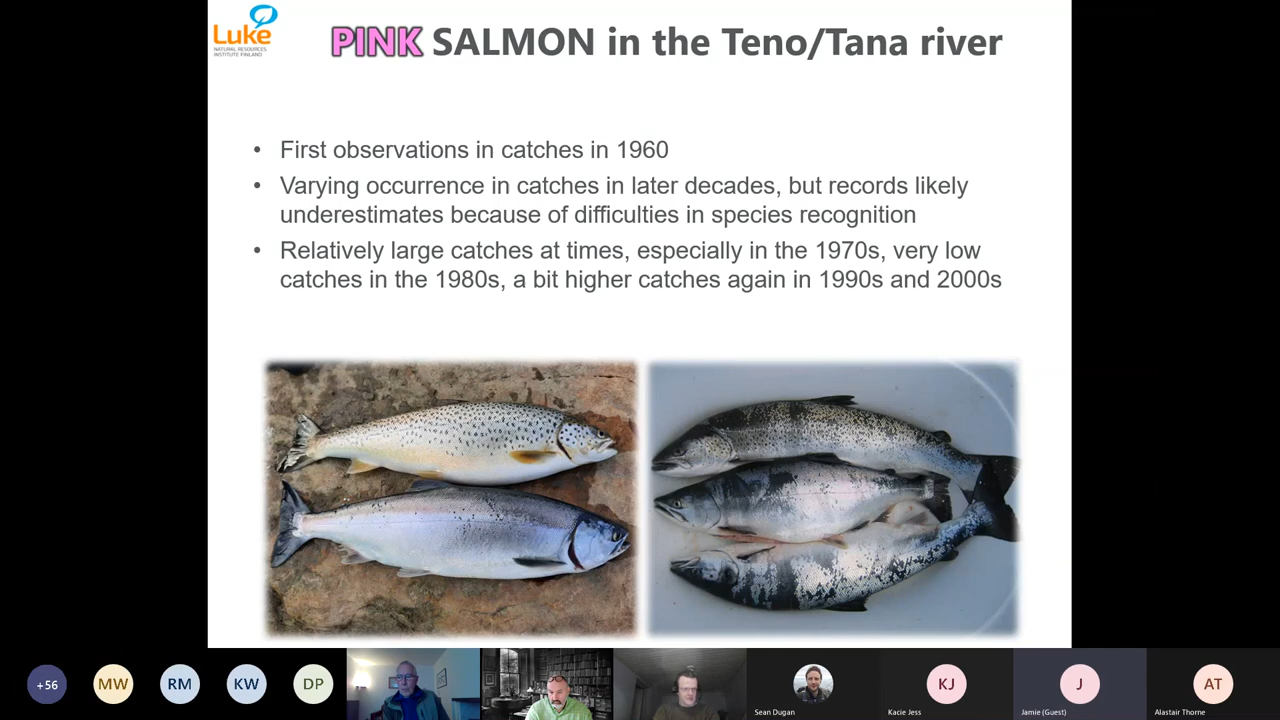 Luke
NATURAL RESOURCES
INSTITUTE FINLAND
PINK SALMON in the Teno/Tana river
• First observations in catches in 1960
• Varying occurrence in catches in later decades, but records likely
underestimates because of difficulties in species recognition
• Relatively large catches at times, especially in the 1970s, very low
catches in the 1980s, a bit higher catches again in 1990s and 2000s
+56
MW
RM
KW
DP
Sean Dugan
KJ
Kacie Jess
J
Jamie (Guest)
AT
Alastair Thorne